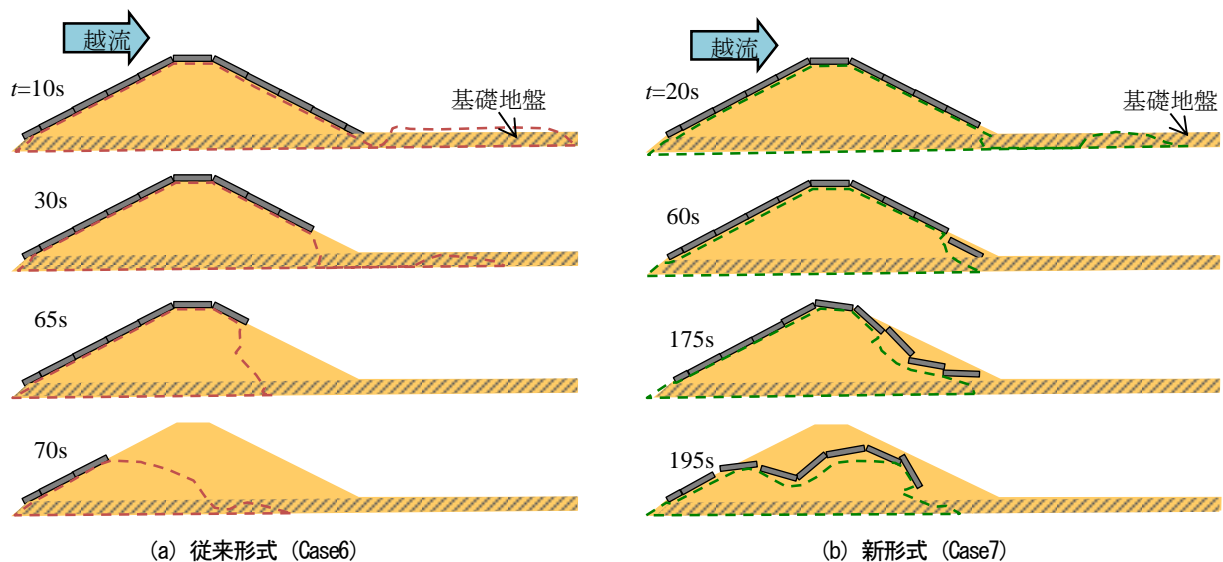 越流
t=10s
基礎地盤
30s
65s
70s
(a) 従来形式 (Case6)
越流
t=20s
基礎地盤
60s
175s
195s
(b) 新形式 (Case7)